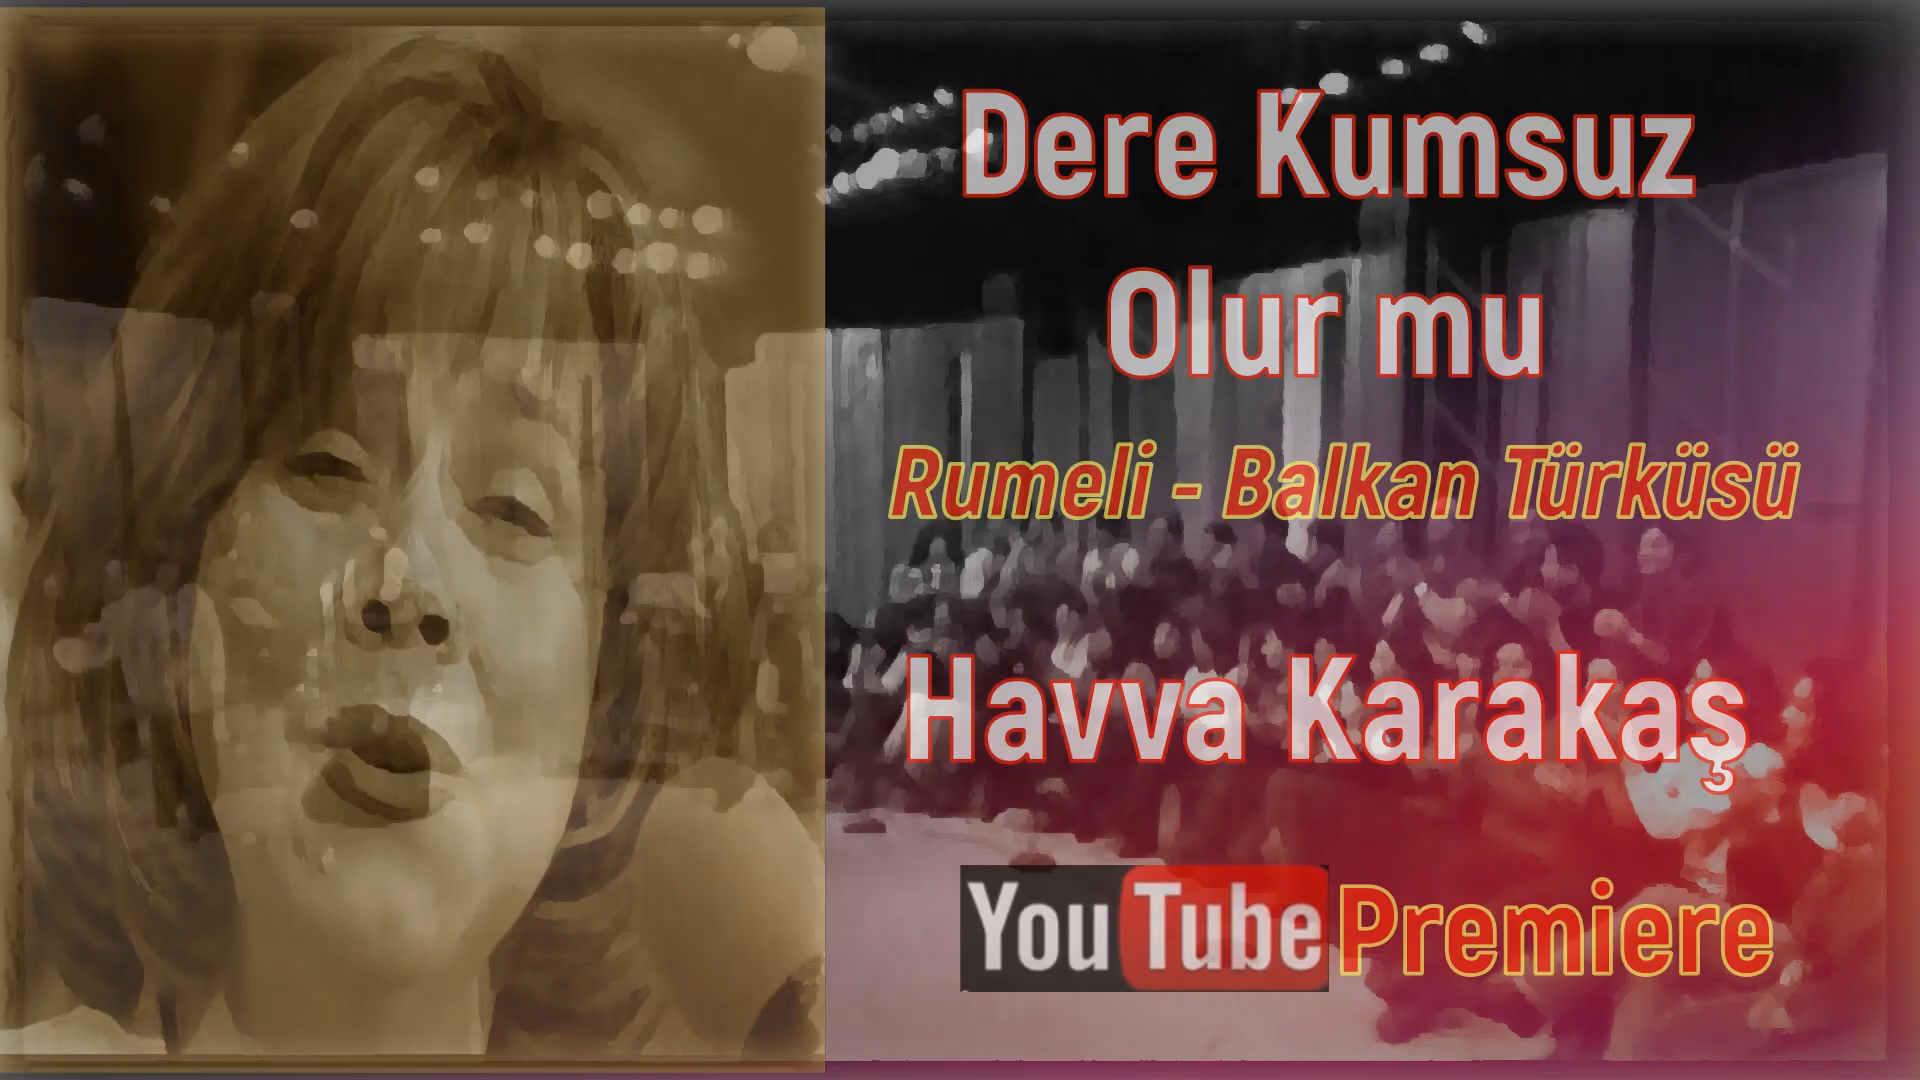 Dere Kumsuz
Olur mu
Rumeli - Balkan Türküsü
Havva Karakaş
YouTube Premiere